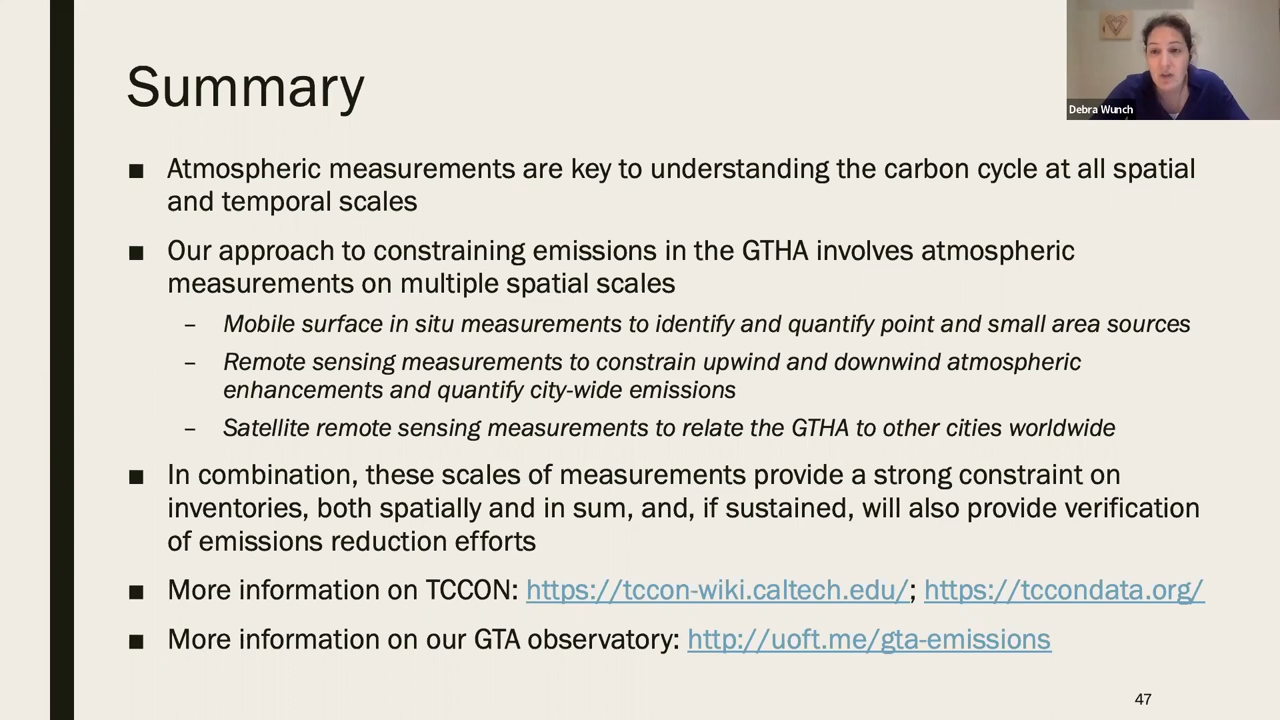 Summary
Debra Wunch
■ Atmospheric measurements are key to understanding the carbon cycle at all spatial
and temporal scales
■ Our approach to constraining emissions in the GTHA involves atmospheric
measurements on multiple spatial scales
– Mobile surface in situ measurements to identify and quantify point and small area sources
– Remote sensing measurements to constrain upwind and downwind atmospheric
enhancements and quantify city-wide emissions
– Satellite remote sensing measurements to relate the GTHA to other cities worldwide
■ In combination, these scales of measurements provide a strong constraint on
inventories, both spatially and in sum, and, if sustained, will also provide verification
of emissions reduction efforts
■ More information on TCCON: https://tccon-wiki.caltech.edu/; https://tccondata.org/
■ More information on our GTA observatory: http://uoft.me/gta-emissions
47